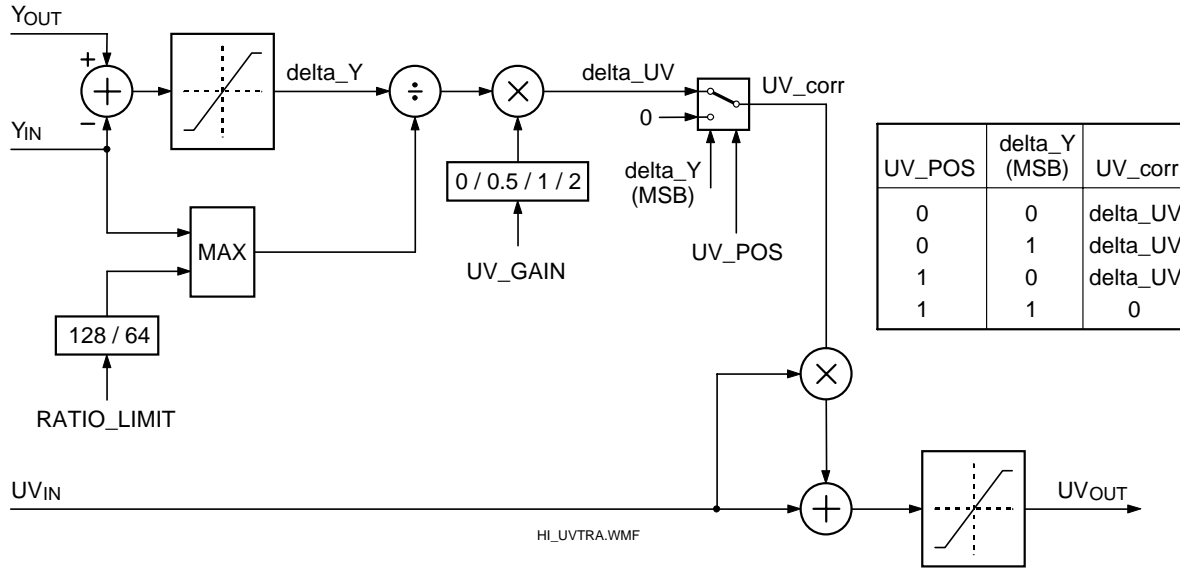 YOUT
+
delta_Y
÷
×
delta_UV
UV_corr
+
−
YIN
0
0 / 0.5 / 1 / 2
delta_Y
(MSB)
UV_POS
MAX
UV_GAIN
128 / 64
RATIO_LIMIT
UV_POS delta_Y (MSB) UV_corr
0 0 delta_UV
0 1 delta_UV
1 0 delta_UV
1 1 0
×
UVIN
+
UVOUT
HI_UVTRA.WMF